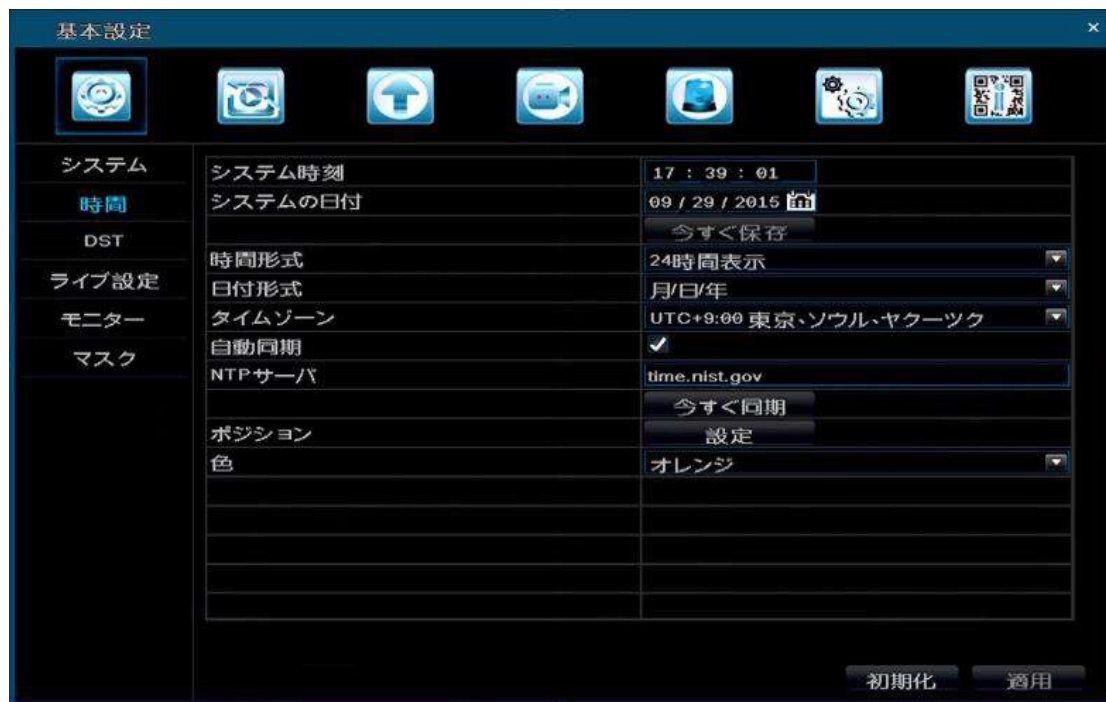 基本設定
×
システム
時間
DST
ライブ設定
モニター
マスク
システム時刻 17 : 39 : 01
システムの日付 09 / 29 / 2015
今すぐ保存
時間形式 24時間表示
日付形式 月/日/年
タイムゾーン UTC+9:00 東京、ソウル、ヤクーツク
自動同期
NTPサーバ time.nist.gov
今すぐ同期
ポジション 設定
色 オレンジ
初期化 適用